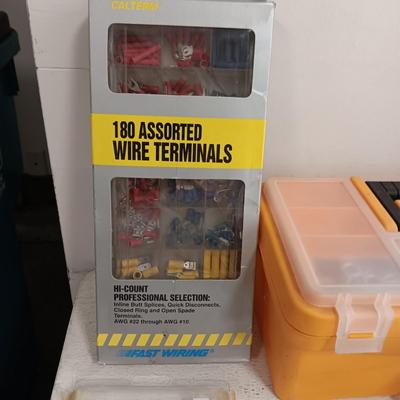 CALTERM
180 ASSORTED
WIRE TERMINALS
HI-COUNT
PROFESSIONAL SELECTION:
Inline Butt Splices, Quick Disconnects,
Closed Ring and Open Spade
Terminals.
AWG #22 through AWG #10
FAST WIRING